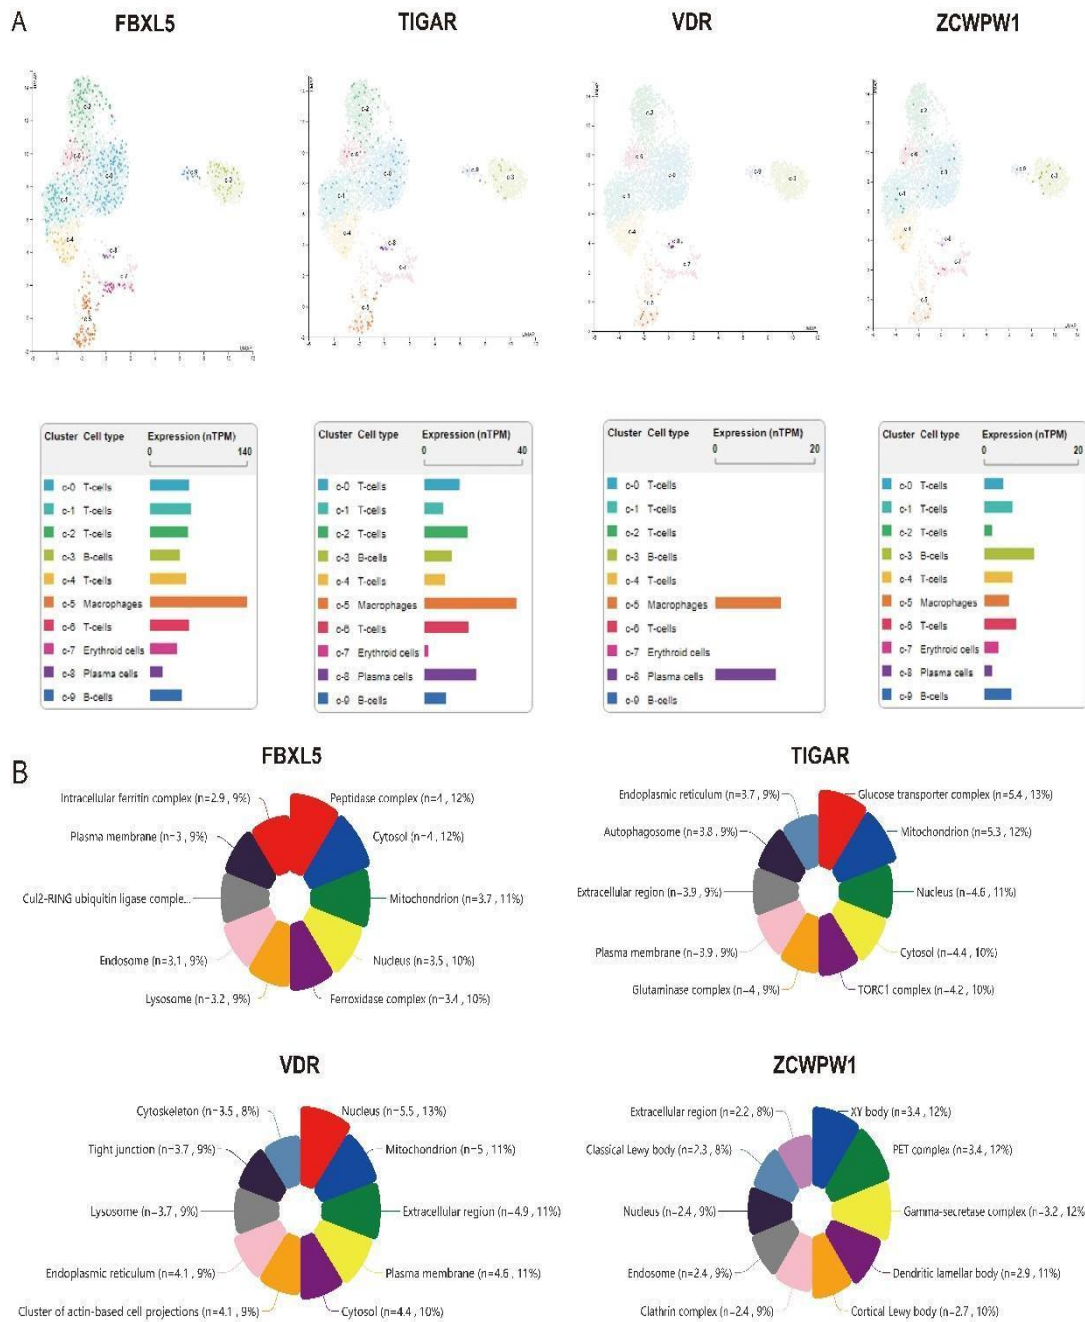 A
FBXL5
TIGAR
VDR
ZCWPW1
Cluster Cell type Expression (nTPM)
0 140
c-0 T-cells
c-1 T-cells
c-2 T-cells
c-3 B-cells
c-4 T-cells
c-5 Macrophages
c-6 T-cells
c-7 Erythroid cells
c-8 Plasma cells
c-9 B-cells
Cluster Cell type Expression (nTPM)
0 40
c-0 T-cells
c-1 T-cells
c-2 T-cells
c-3 B-cells
c-4 T-cells
c-5 Macrophages
c-6 T-cells
c-7 Erythroid cells
c-8 Plasma cells
c-9 B-cells
Cluster Cell type Expression (nTPM)
0 20
c-0 T-cells
c-1 T-cells
c-2 T-cells
c-3 B-cells
c-4 T-cells
c-5 Macrophages
c-6 T-cells
c-7 Erythroid cells
c-8 Plasma cells
c-9 B-cells
Cluster Cell type Expression (nTPM)
0 20
c-0 T-cells
c-1 T-cells
c-2 T-cells
c-3 B-cells
c-4 T-cells
c-5 Macrophages
c-6 T-cells
c-7 Erythroid cells
c-8 Plasma cells
c-9 B-cells
B
FBXL5
Intracellular ferritin complex (n=2.9 , 9%)
Peptidase complex (n=4 , 12%)
Plasma membrane (n=3 , 9%)
Cytosol (n=4 , 12%)
Cul2-RING ubiquitin ligase comple...
Mitochondrion (n=3.7 , 11%)
Endosome (n=3.1 , 9%)
Nucleus (n=3.5 , 10%)
Lysosome (n=3.2 , 9%)
Ferroxidase complex (n=3.4 , 10%)
TIGAR
Endoplasmic reticulum (n=3.7 , 9%)
Glucose transporter complex (n=5.4 , 13%)
Autophagosome (n=3.8 , 9%)
Mitochondrion (n=5.3 , 12%)
Extracellular region (n=3.9 , 9%)
Nucleus (n=4.6 , 11%)
Plasma membrane (n=3.9 , 9%)
Cytosol (n=4.4 , 10%)
Glutaminase complex (n=4 , 9%)
TORC1 complex (n=4.2 , 10%)
VDR
Cytoskeleton (n=3.5 , 8%)
Nucleus (n=5.5 , 13%)
Tight junction (n=3.7 , 9%)
Mitochondrion (n=5 , 11%)
Lysosome (n=3.7 , 9%)
Extracellular region (n=4.9 , 11%)
Endoplasmic reticulum (n=4.1 , 9%)
Plasma membrane (n=4.6 , 11%)
Cluster of actin-based cell projections (n=4.1 , 9%)
Cytosol (n=4.4 , 10%)
ZCWPW1
Extracellular region (n=2.2 , 8%)
XY body (n=3.4 , 12%)
Classical Lewy body (n=2.3 , 8%)
PET complex (n=3.4 , 12%)
Nucleus (n=2.4 , 9%)
Gamma-secretase complex (n=3.2 , 12%
Endosome (n=2.4 , 9%)
Dendritic lamellar body (n=2.9 , 11%)
Clathrin complex (n=2.4 , 9%)
Cortical Lewy body (n=2.7 , 10%)